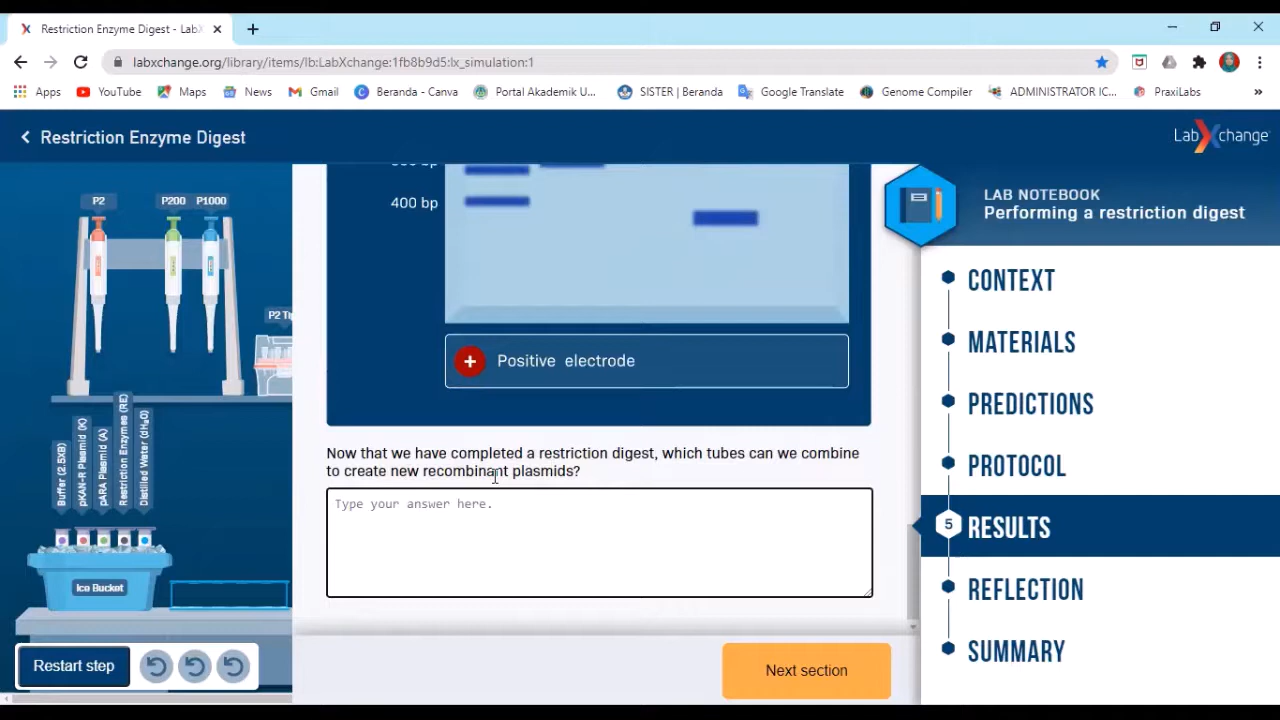 Restriction Enzyme Digest - LabX
labxchange.org/library/items/lb:LabXchange:1fb8b9d5:lx_simulation:1
Apps YouTube Maps News Gmail Beranda - Canva Portal Akademik U... SISTER | Beranda Google Translate Genome Compiler ADMINISTRATOR IC... PraxiLabs »
Restriction Enzyme Digest
LabXchange
P2 P200 P1000
400 bp
LAB NOTEBOOK
Performing a restriction digest
CONTEXT
MATERIALS
PREDICTIONS
PROTOCOL
5 RESULTS
REFLECTION
SUMMARY
+ Positive electrode
Buffer (2.5XB)
pKAN-R Plasmid (K)
pARA Plasmid (A)
Restriction Enzymes (RE)
Distilled Water (dH₂O)
Ice Bucket
Now that we have completed a restriction digest, which tubes can we combine
to create new recombinant plasmids?
Type your answer here.
Restart step
Next section